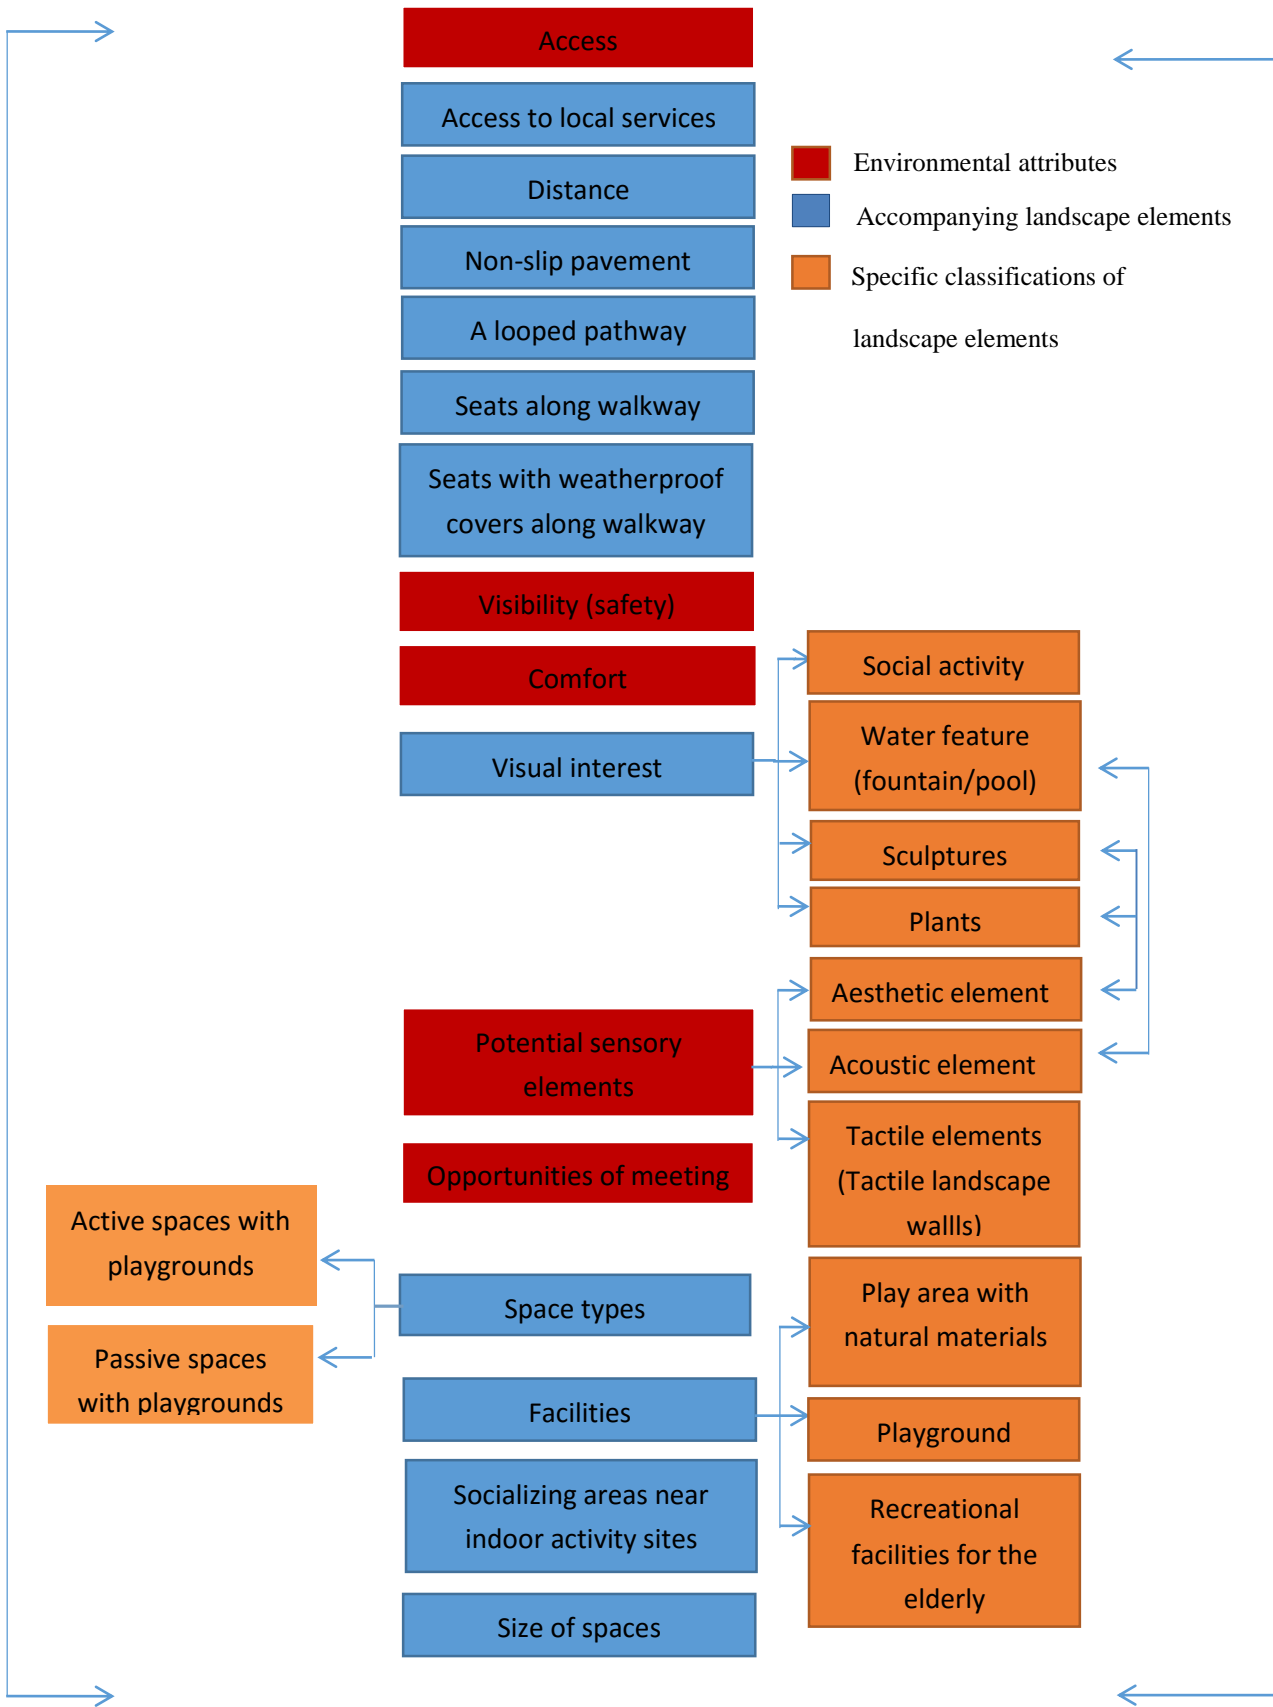 Access
Access to local services
Distance
Non-slip pavement
A looped pathway
Seats along walkway
Seats with weatherproof
covers along walkway
Environmental attributes
Accompanying landscape elements
Specific classifications of
landscape elements
Visibility (safety)
Comfort
Visual interest
Social activity
Water feature
(fountain/pool)
Sculptures
Plants
Potential sensory
elements
Aesthetic element
Acoustic element
Tactile elements
(Tactile landscape
wallls)
Opportunities of meeting
Space types
Active spaces with
playgrounds
Passive spaces
with playgrounds
Facilities
Play area with
natural materials
Playground
Recreational
facilities for the
elderly
Socializing areas near
indoor activity sites
Size of spaces